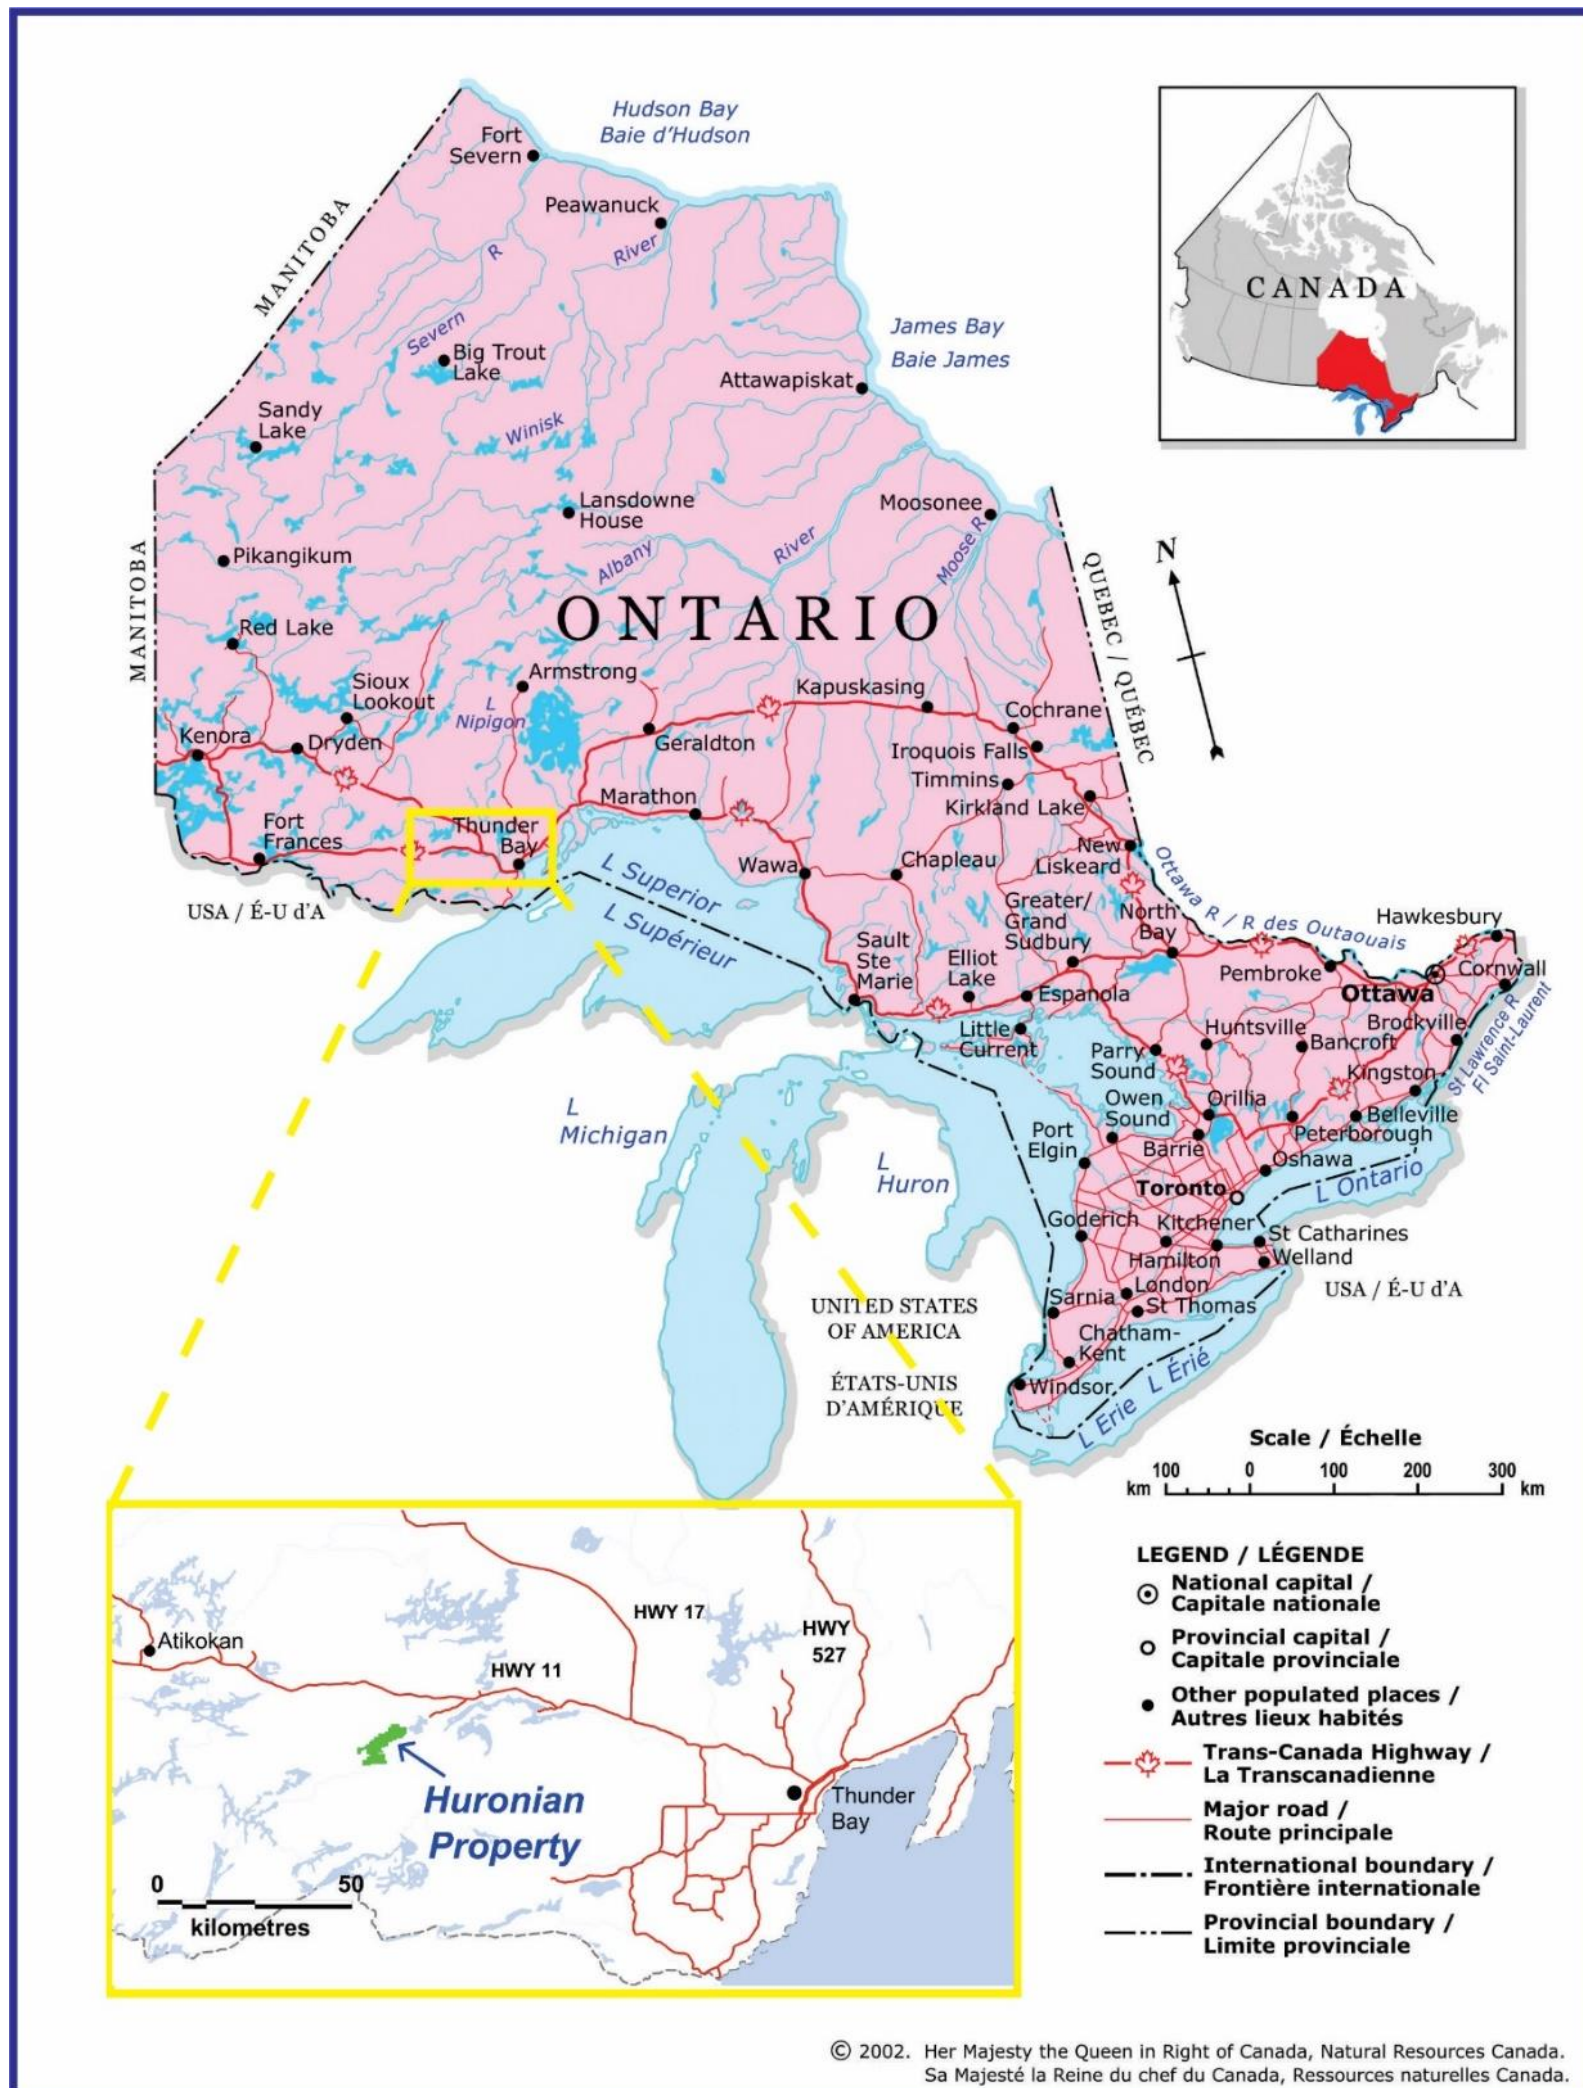 Hudson Bay
Baie d'Hudson
Fort
Severn
Peawanuck
River
R
MANITOBA
Severn
Big Trout
Lake
James Bay
Baie James
Attawapiskat
Sandy
Lake
Winisk
CANADA
Lansdowne
House
Moosonee
Albany
River
Moose R
Pikangikum
MANITOBA
ONTARIO
QUEBEC / QUÉBEC
N
Red Lake
Sioux
Lookout
Armstrong
L
Nipigon
Kapuskasing
Cochrane
Kenora
Dryden
Geraldton
Iroquois Falls
Timmins
Kirkland Lake
Marathon
Fort
Frances
Thunder
Bay
Wawa
Chapleau
New
Liskeard
L Superior
L Supérieur
USA / É-U d'A
Ottawa R / R des Outaouais
Greater/
Grand
Sudbury
North
Bay
Hawkesbury
Sault
Ste
Marie
Elliot
Lake
Espanola
Pembroke
Ottawa
Cornwall
Little
Current
Parry
Sound
Huntsville
Bancroft
Brockville
Kingston
St Lawrence R
Fl Saint-Laurent
L
Michigan
L
Huron
Owen
Sound
Orillia
Port
Elgin
Barrie
Peterborough
Belleville
Oshawa
Toronto
L Ontario
Goderich
Kitchener
Hamilton
St Catharines
Welland
London
Sarnia
St Thomas
Chatham-
Kent
Windsor
L Erie L Érié
USA / É-U d'A
UNITED STATES
OF AMERICA
ÉTATS-UNIS
D'AMÉRIQUE
Scale / Échelle
100 0 100 200 300
km km
HWY 17
HWY
527
Atikokan
HWY 11
Huronian
Property
Thunder
Bay
0 50
kilometres
LEGEND / LÉGENDE
National capital /
Capitale nationale
Provincial capital /
Capitale provinciale
Other populated places /
Autres lieux habités
Trans-Canada Highway /
La Transcanadienne
Major road /
Route principale
International boundary /
Frontière internationale
Provincial boundary /
Limite provinciale
© 2002. Her Majesty the Queen in Right of Canada, Natural Resources Canada.
Sa Majesté la Reine du chef du Canada, Ressources naturelles Canada.